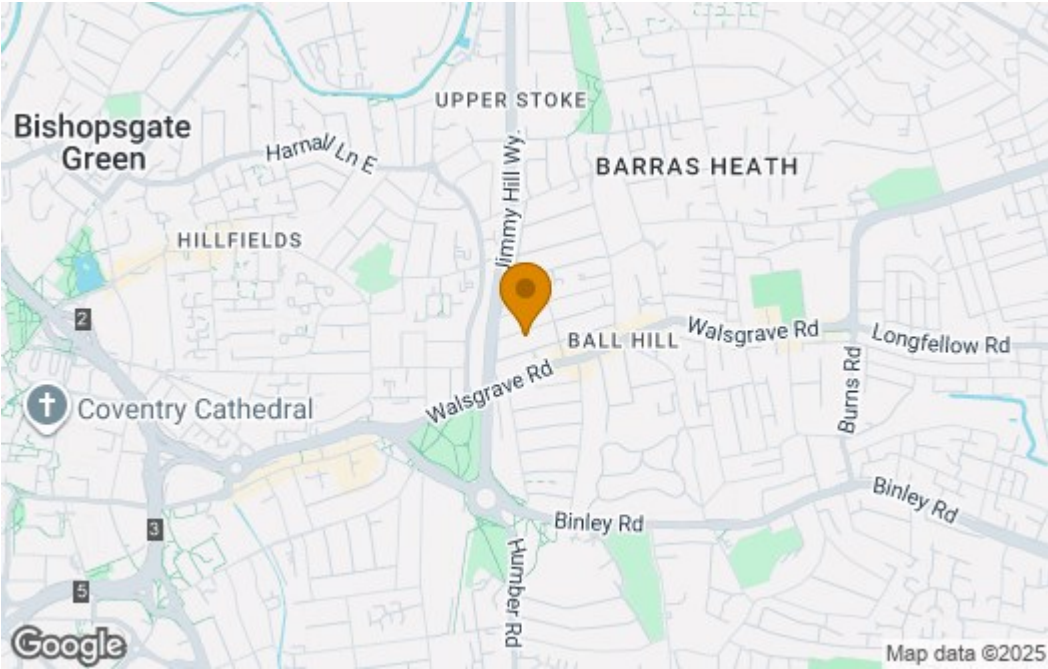 UPPER STOKE
Bishopsgate
Green
Harnall Ln E
Jimmy Hill Wy.
BARRAS HEATH
HILLFIELDS
2
BALL HILL
Walsgrave Rd
Longfellow Rd
Walsgrave Rd
Burns Rd
Coventry Cathedral
Binley Rd
Binley Rd
3
Humber Rd
5
Google
Map data ©2025